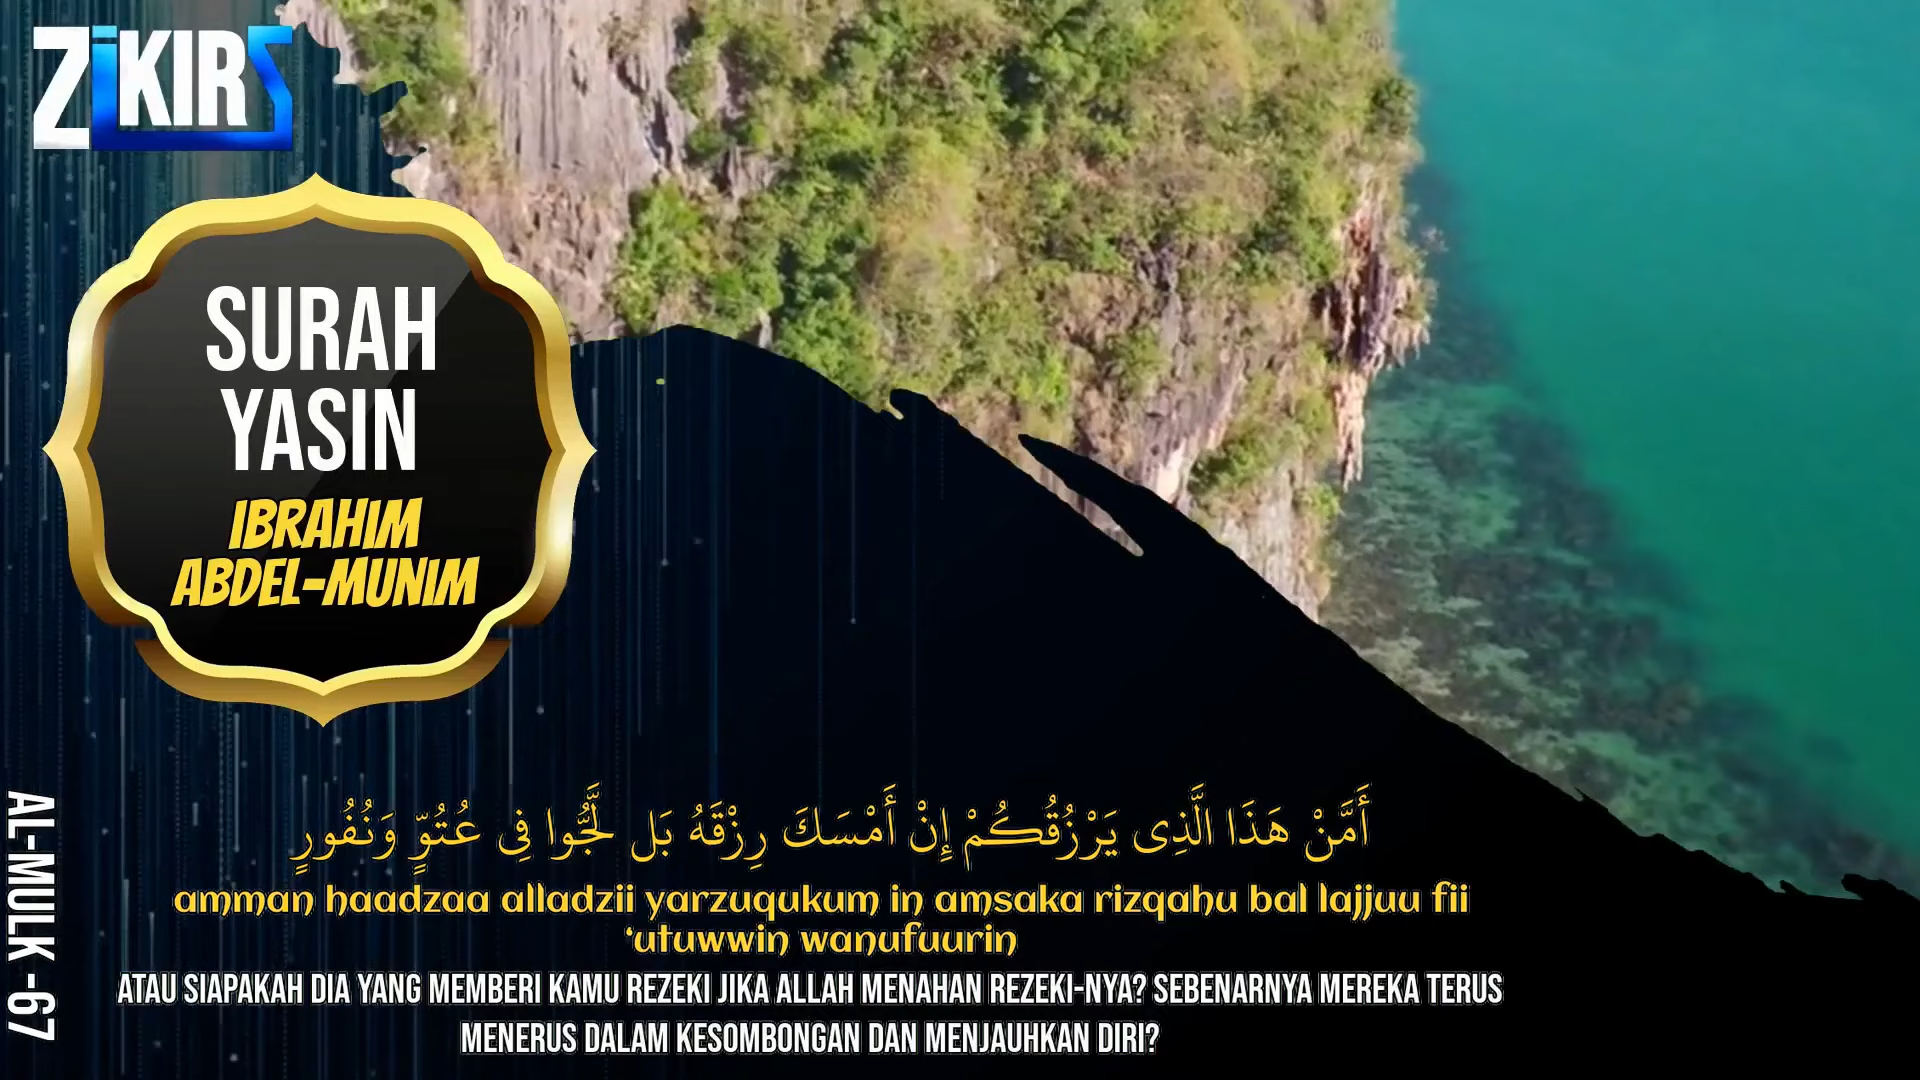 ZIKIRS
SURAH
YASIN
IBRAHIM
ABDEL-MUNIM
AL-MULK -67
أَمَّنْ هَذَا الَّذِى يَرْزُقُكُمْ إِنْ أَمْسَكَ رِزْقَهُ بَل لَّجُّوا فِى عُتُوٍّ وَنُفُورٍ
amman haadzaa alladzii yarzuqukum in amsaka rizqahu bal lajjuu fii
‘utuwwin wanufuurin
ATAU SIAPAKAH DIA YANG MEMBERI KAMU REZEKI JIKA ALLAH MENAHAN REZEKI-NYA? SEBENARNYA MEREKA TERUS
MENERUS DALAM KESOMBONGAN DAN MENJAUHKAN DIRI?